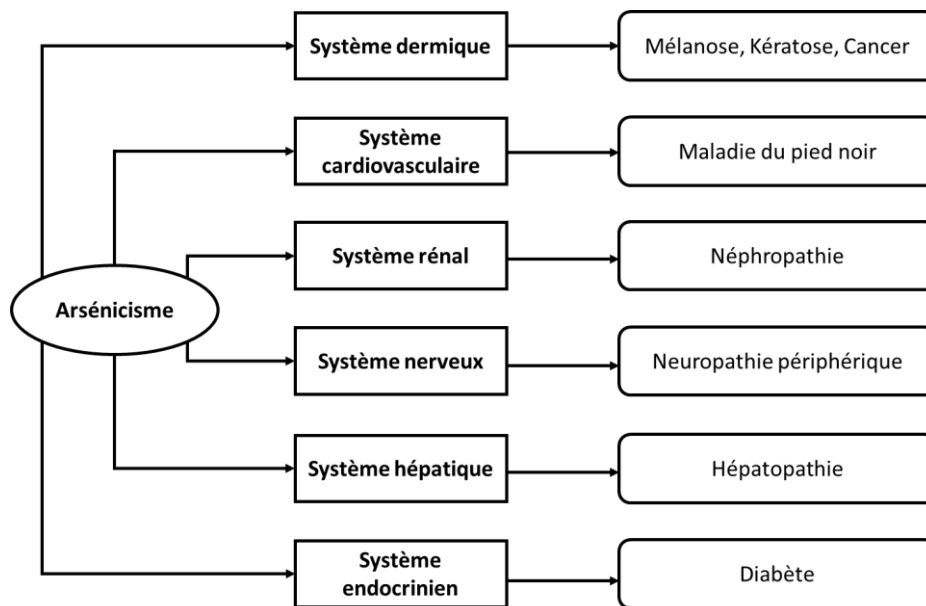 Système dermique
Mélanose, Kératose, Cancer
Système
cardiovasculaire
Maladie du pied noir
Système rénal
Néphropathie
Arsénicisme
Système nerveux
Neuropathie périphérique
Système hépatique
Hépatopathie
Système
endocrinien
Diabète